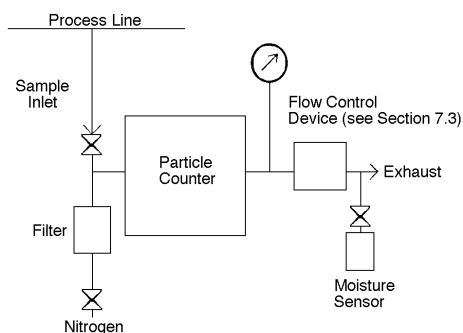 Process Line
Sample
Inlet
Flow Control
Device (see Section 7.3)
Particle
Counter
Exhaust
Filter
Moisture
Sensor
Nitrogen